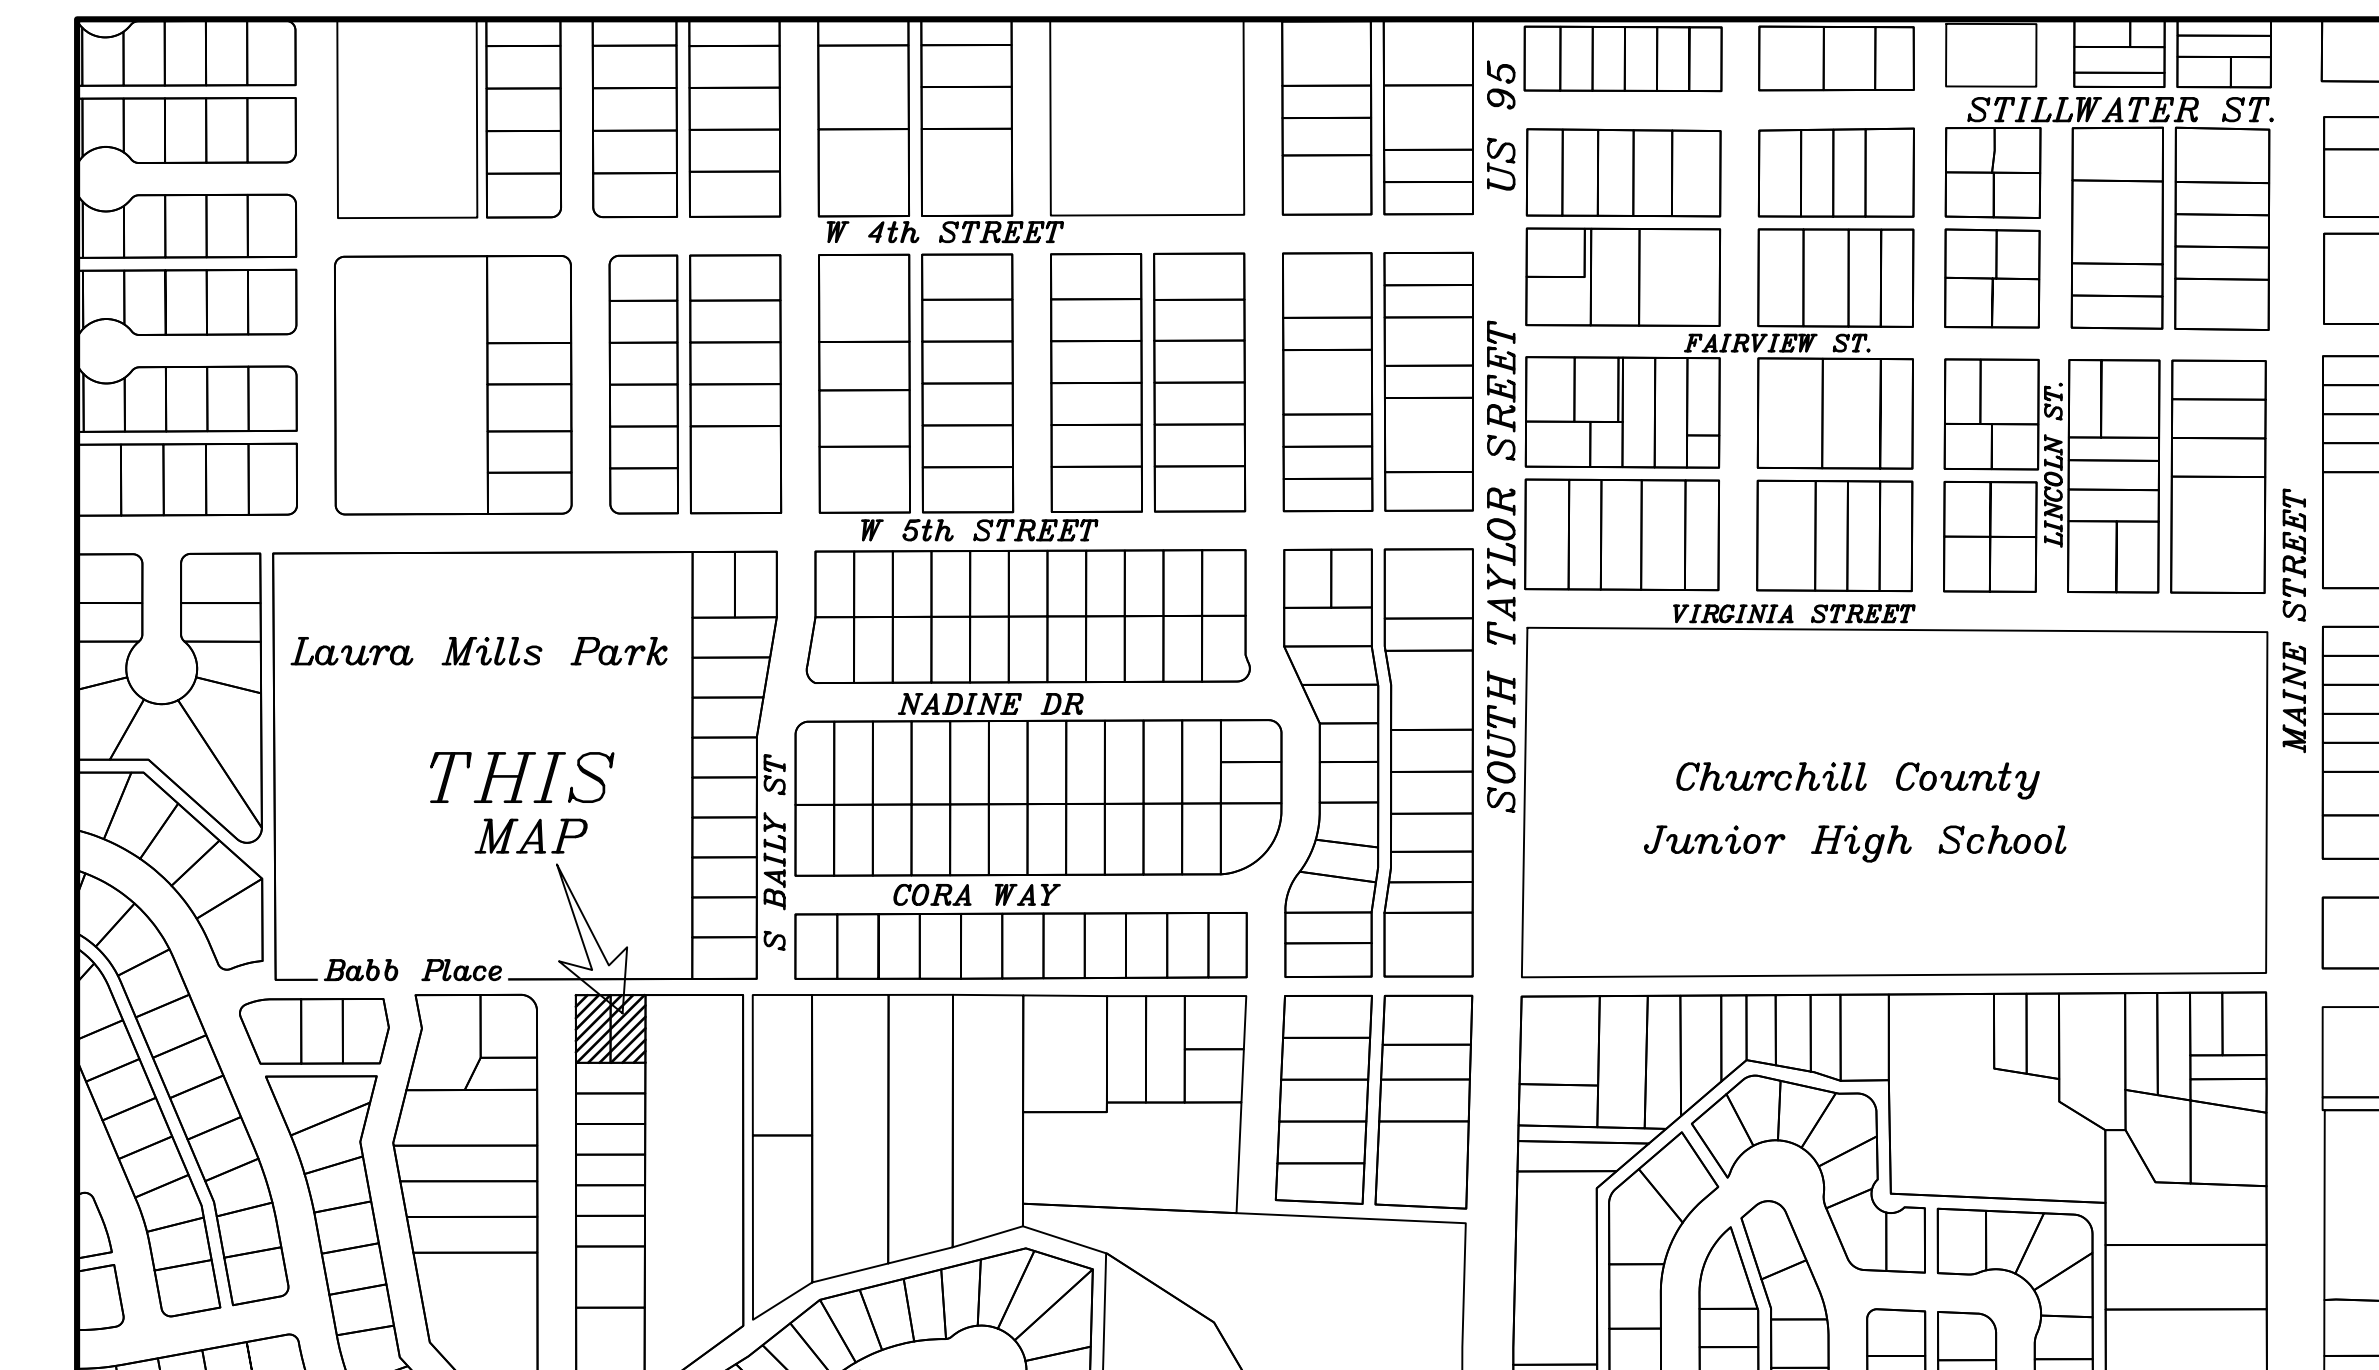 US 95
STILLWATER ST.
W 4th STREET
FAIRVIEW ST.
SOUTH TAYLOR SREET
LINCOLN ST.
MAINE STREET
W 5th STREET
VIRGINIA STREET
Laura Mills Park
NADINE DR
THIS
MAP
S BAILY ST
Churchill County
Junior High School
CORA WAY
Babb Place